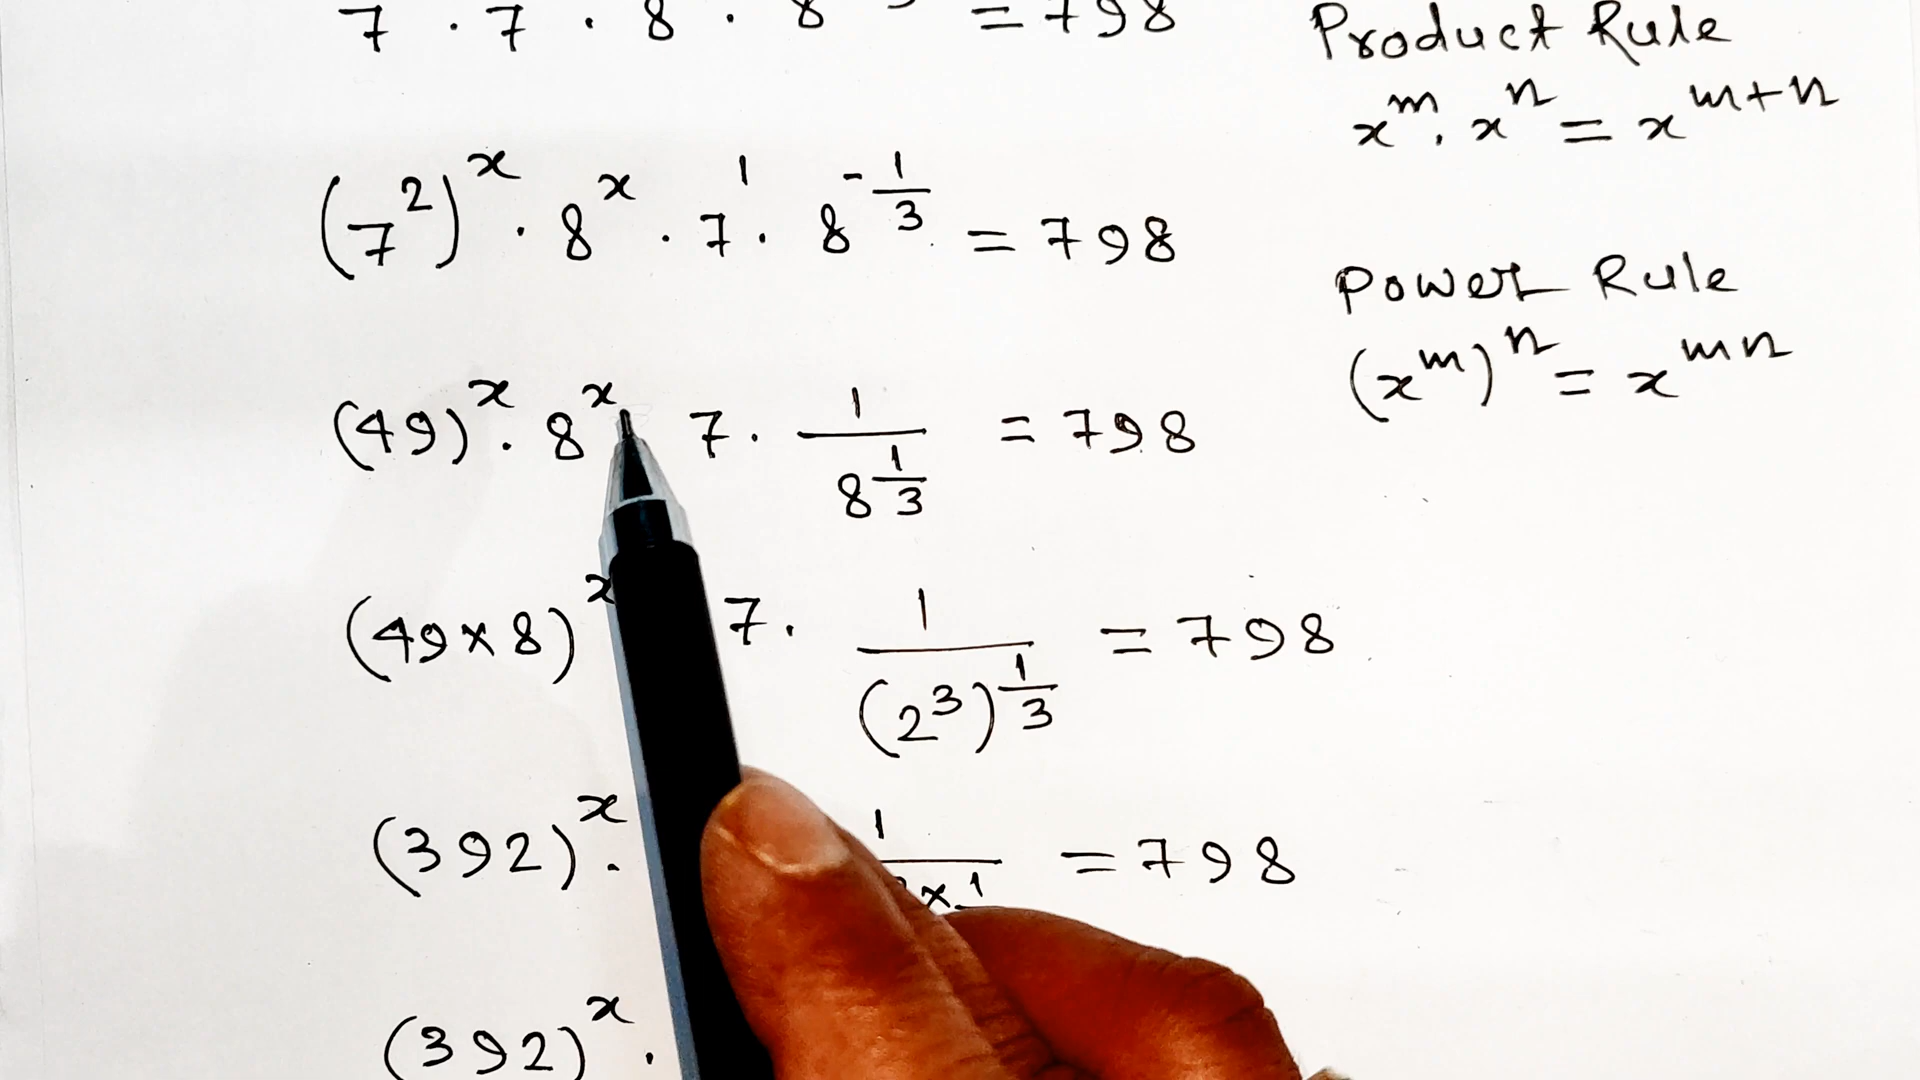 7 · 7 · 8 · 8 = 798
Product Rule
x^m . x^n = x^{m+n}
(7^2)^x · 8^x · 7^1 · 8^{-1/3} = 798
Power Rule
(x^m)^n = x^{mn}
(49)^x · 8^x 7 · 1/8^{1/3} = 798
(49×8)^x 7 · 1/(2^3)^{1/3} = 798
(392)^x · 1/ × 1 = 798
(392)^x ·